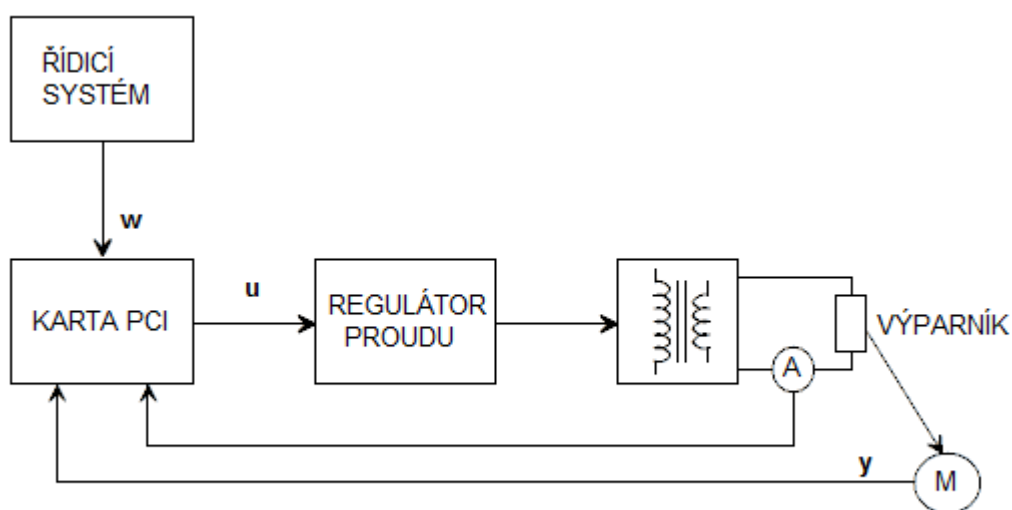 ŘÍDICÍ
SYSTÉM
w
KARTA PCI
u
REGULÁTOR
PROUDU
A
VÝPARNÍK
y
M